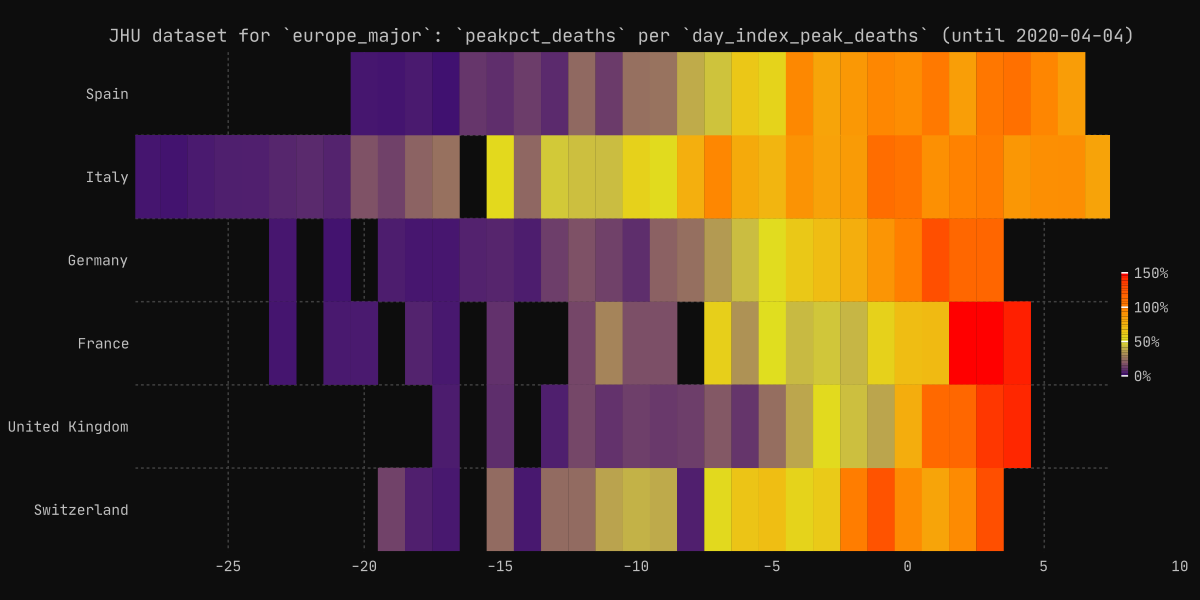 JHU dataset for `europe_major`: `peakpct_deaths` per `day_index_peak_deaths` (until 2020-04-04)
Spain
Italy
Germany
France
United Kingdom
Switzerland
150%
100%
50%
0%
-25 -20 -15 -10 -5 0 5 10